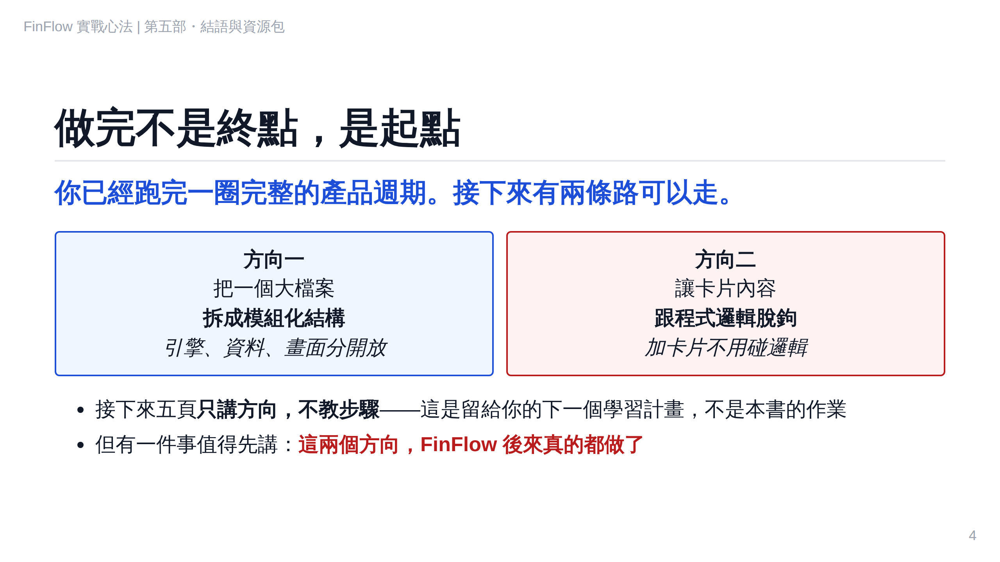 FinFlow 實戰心法 | 第五部・結語與資源包
做完不是終點，是起點
你已經跑完一圈完整的產品週期。接下來有兩條路可以走。
方向一
把一個大檔案
拆成模組化結構
引擎、資料、畫面分開放
方向二
讓卡片內容
跟程式邏輯脫鉤
加卡片不用碰邏輯
• 接下來五頁只講方向，不教步驟——這是留給你的下一個學習計畫，不是本書的作業
• 但有一件事值得先講：這兩個方向，FinFlow 後來真的都做了
4